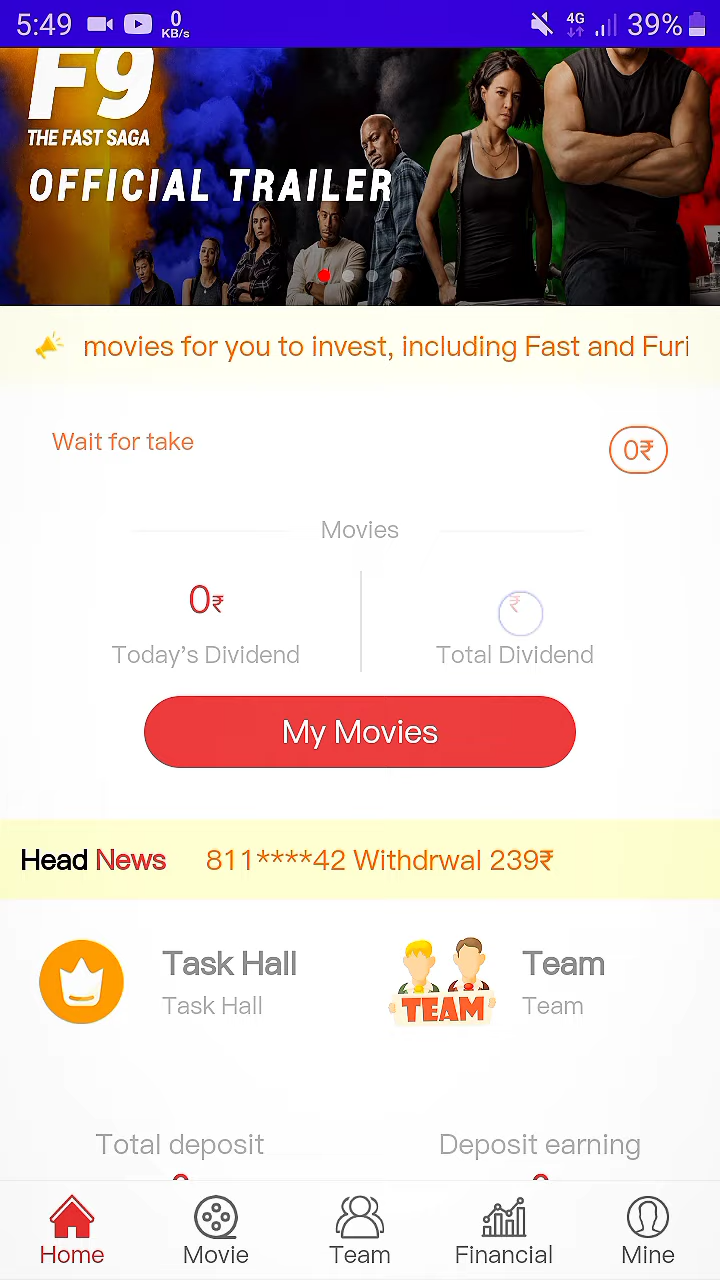 5:49 0 KB/s 4G 39%
F9
THE FAST SAGA
OFFICIAL TRAILER
movies for you to invest, including Fast and Furi
Wait for take 0₹
Movies
0₹ ₹
Today's Dividend Total Dividend
My Movies
Head News 811****42 Withdrwal 239₹
Task Hall Team
Task Hall TEAM Team
Total deposit Deposit earning
Home Movie Team Financial Mine